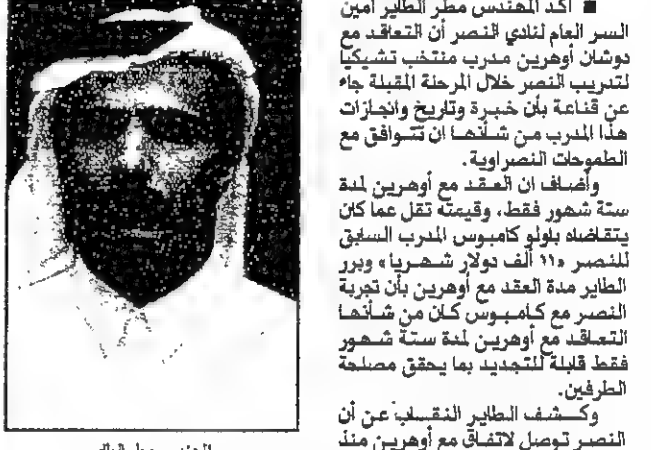 ■ أكد المهندس مطر الطاير أمين
السر العام لنادي النصر أن التعاقد مع
دوشان أوهرين مدرب منتخب تشيكيا
لتدريب النصر خلال المرحلة المقبلة جاء
عن قناعة بأن خبرة وتاريخ وانجازات
هذا المدرب من شأنها ان تتوافق مع
الطموحات النصراوية.
وأضاف ان العقد مع أوهرين لمدة
ستة شهور فقط، وقيمته تقل عما كان
يتقاضاه باولو كامبوس المدرب السابق
للنصر «١١ ألف دولار شهريا» وبرر
الطاير مدة العقد مع أوهرين بأن تجربة
النصر مع كامبوس كان من شأنها
التعاقد مع أوهرين لمدة ستة شهور
فقط قابلة للتجديد بما يحقق مصلحة
الطرفين.
وكشف الطاير النقاب عن أن
النصر توصل لاتفاق مع أوهرين منذ
المهندس مطر الطاير